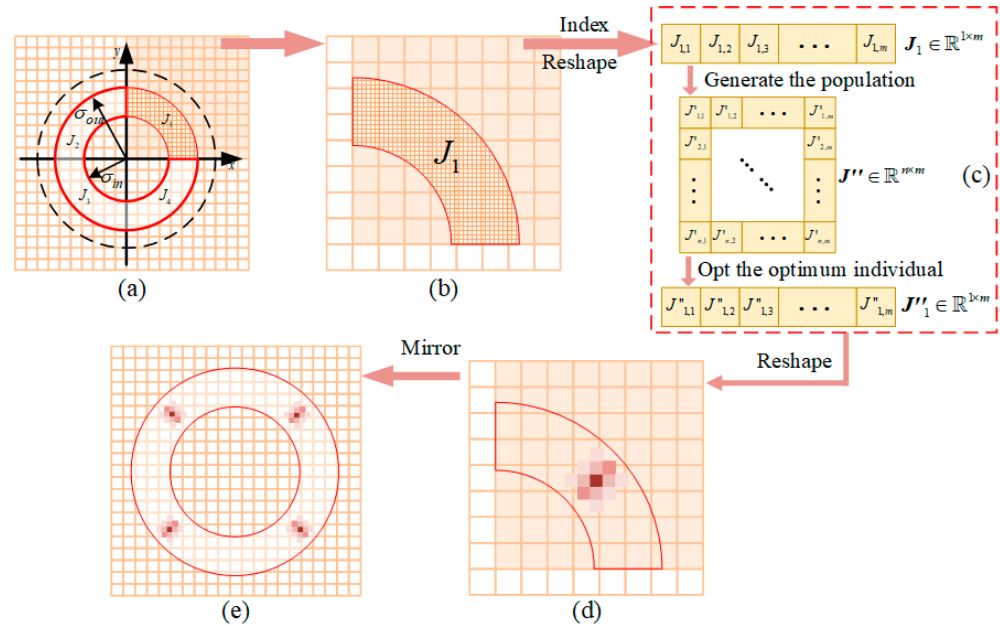 y
σout
J1
J2
x
σin
J3
J4
(a)
J1
(b)
Index
Reshape
J1,1 J1,2 J1,3 ··· J1,m J1 ∈ ℝ1×m
Generate the population
J'1,1 J'1,2 ··· J'1,m
J'2,1 J'2,m
J'' ∈ ℝn×m
(c)
J'n,1 J'n,2 ··· J'n,m
Opt the optimum individual
J''1,1 J''1,2 J''1,3 ··· J''1,m J''1 ∈ ℝ1×m
Mirror
Reshape
(e)
(d)